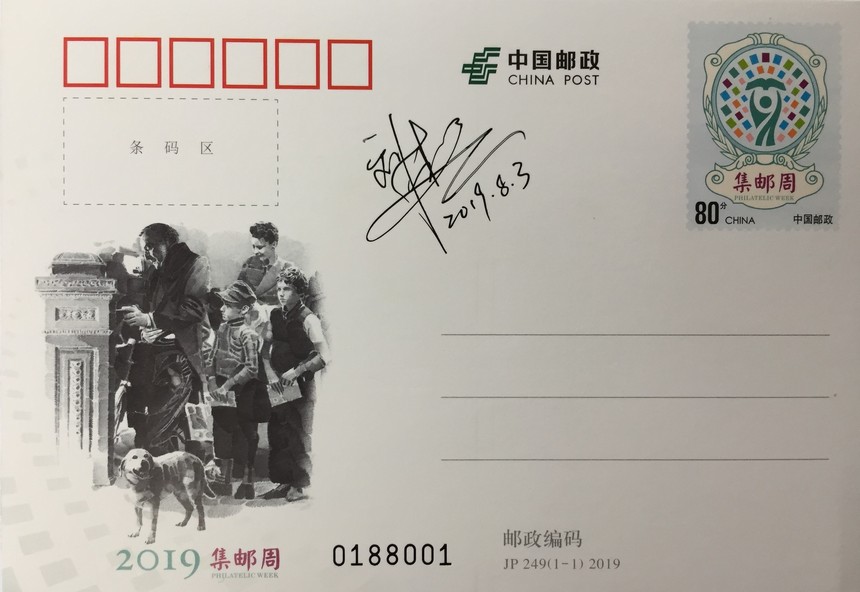 中国邮政
CHINA POST
条码区
2019.8.3
集邮周
PHILATELIC WEEK
80分 CHINA 中国邮政
2019 集邮周
PHILATELIC WEEK
0188001
邮政编码
JP 249(1-1) 2019